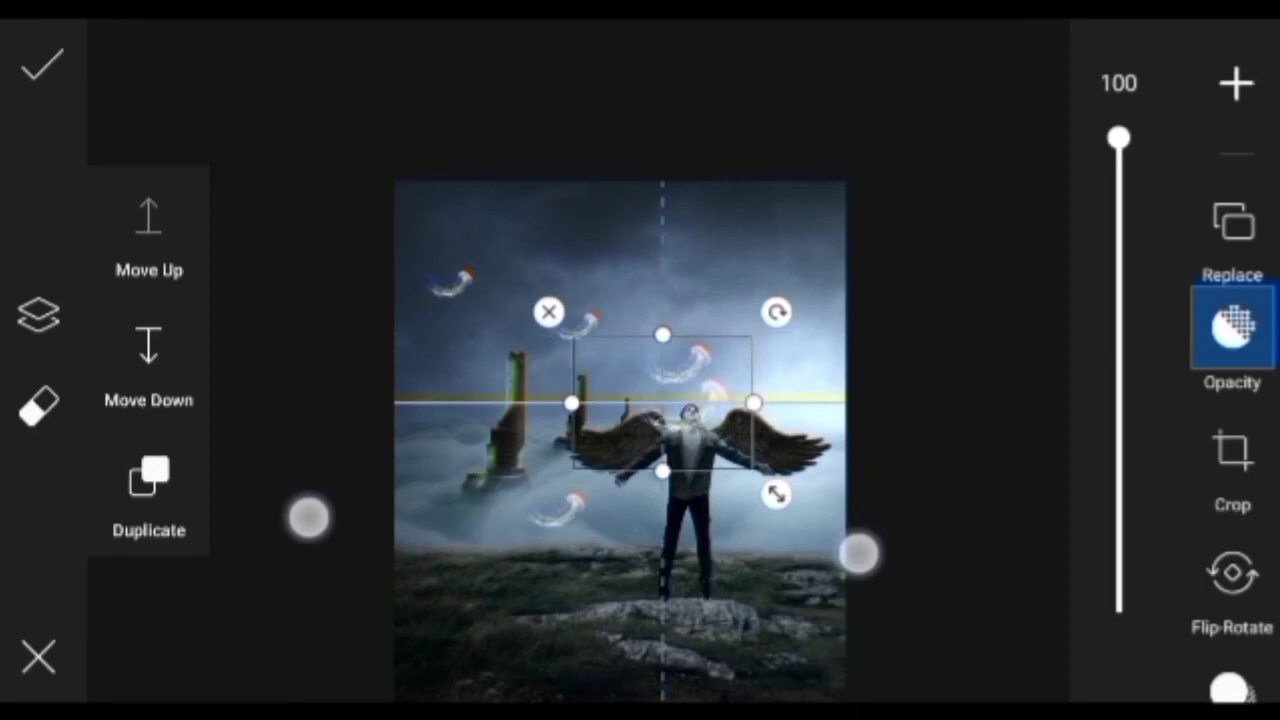 100
Move Up
Replace
Opacity
Move Down
Crop
Duplicate
Flip-Rotate